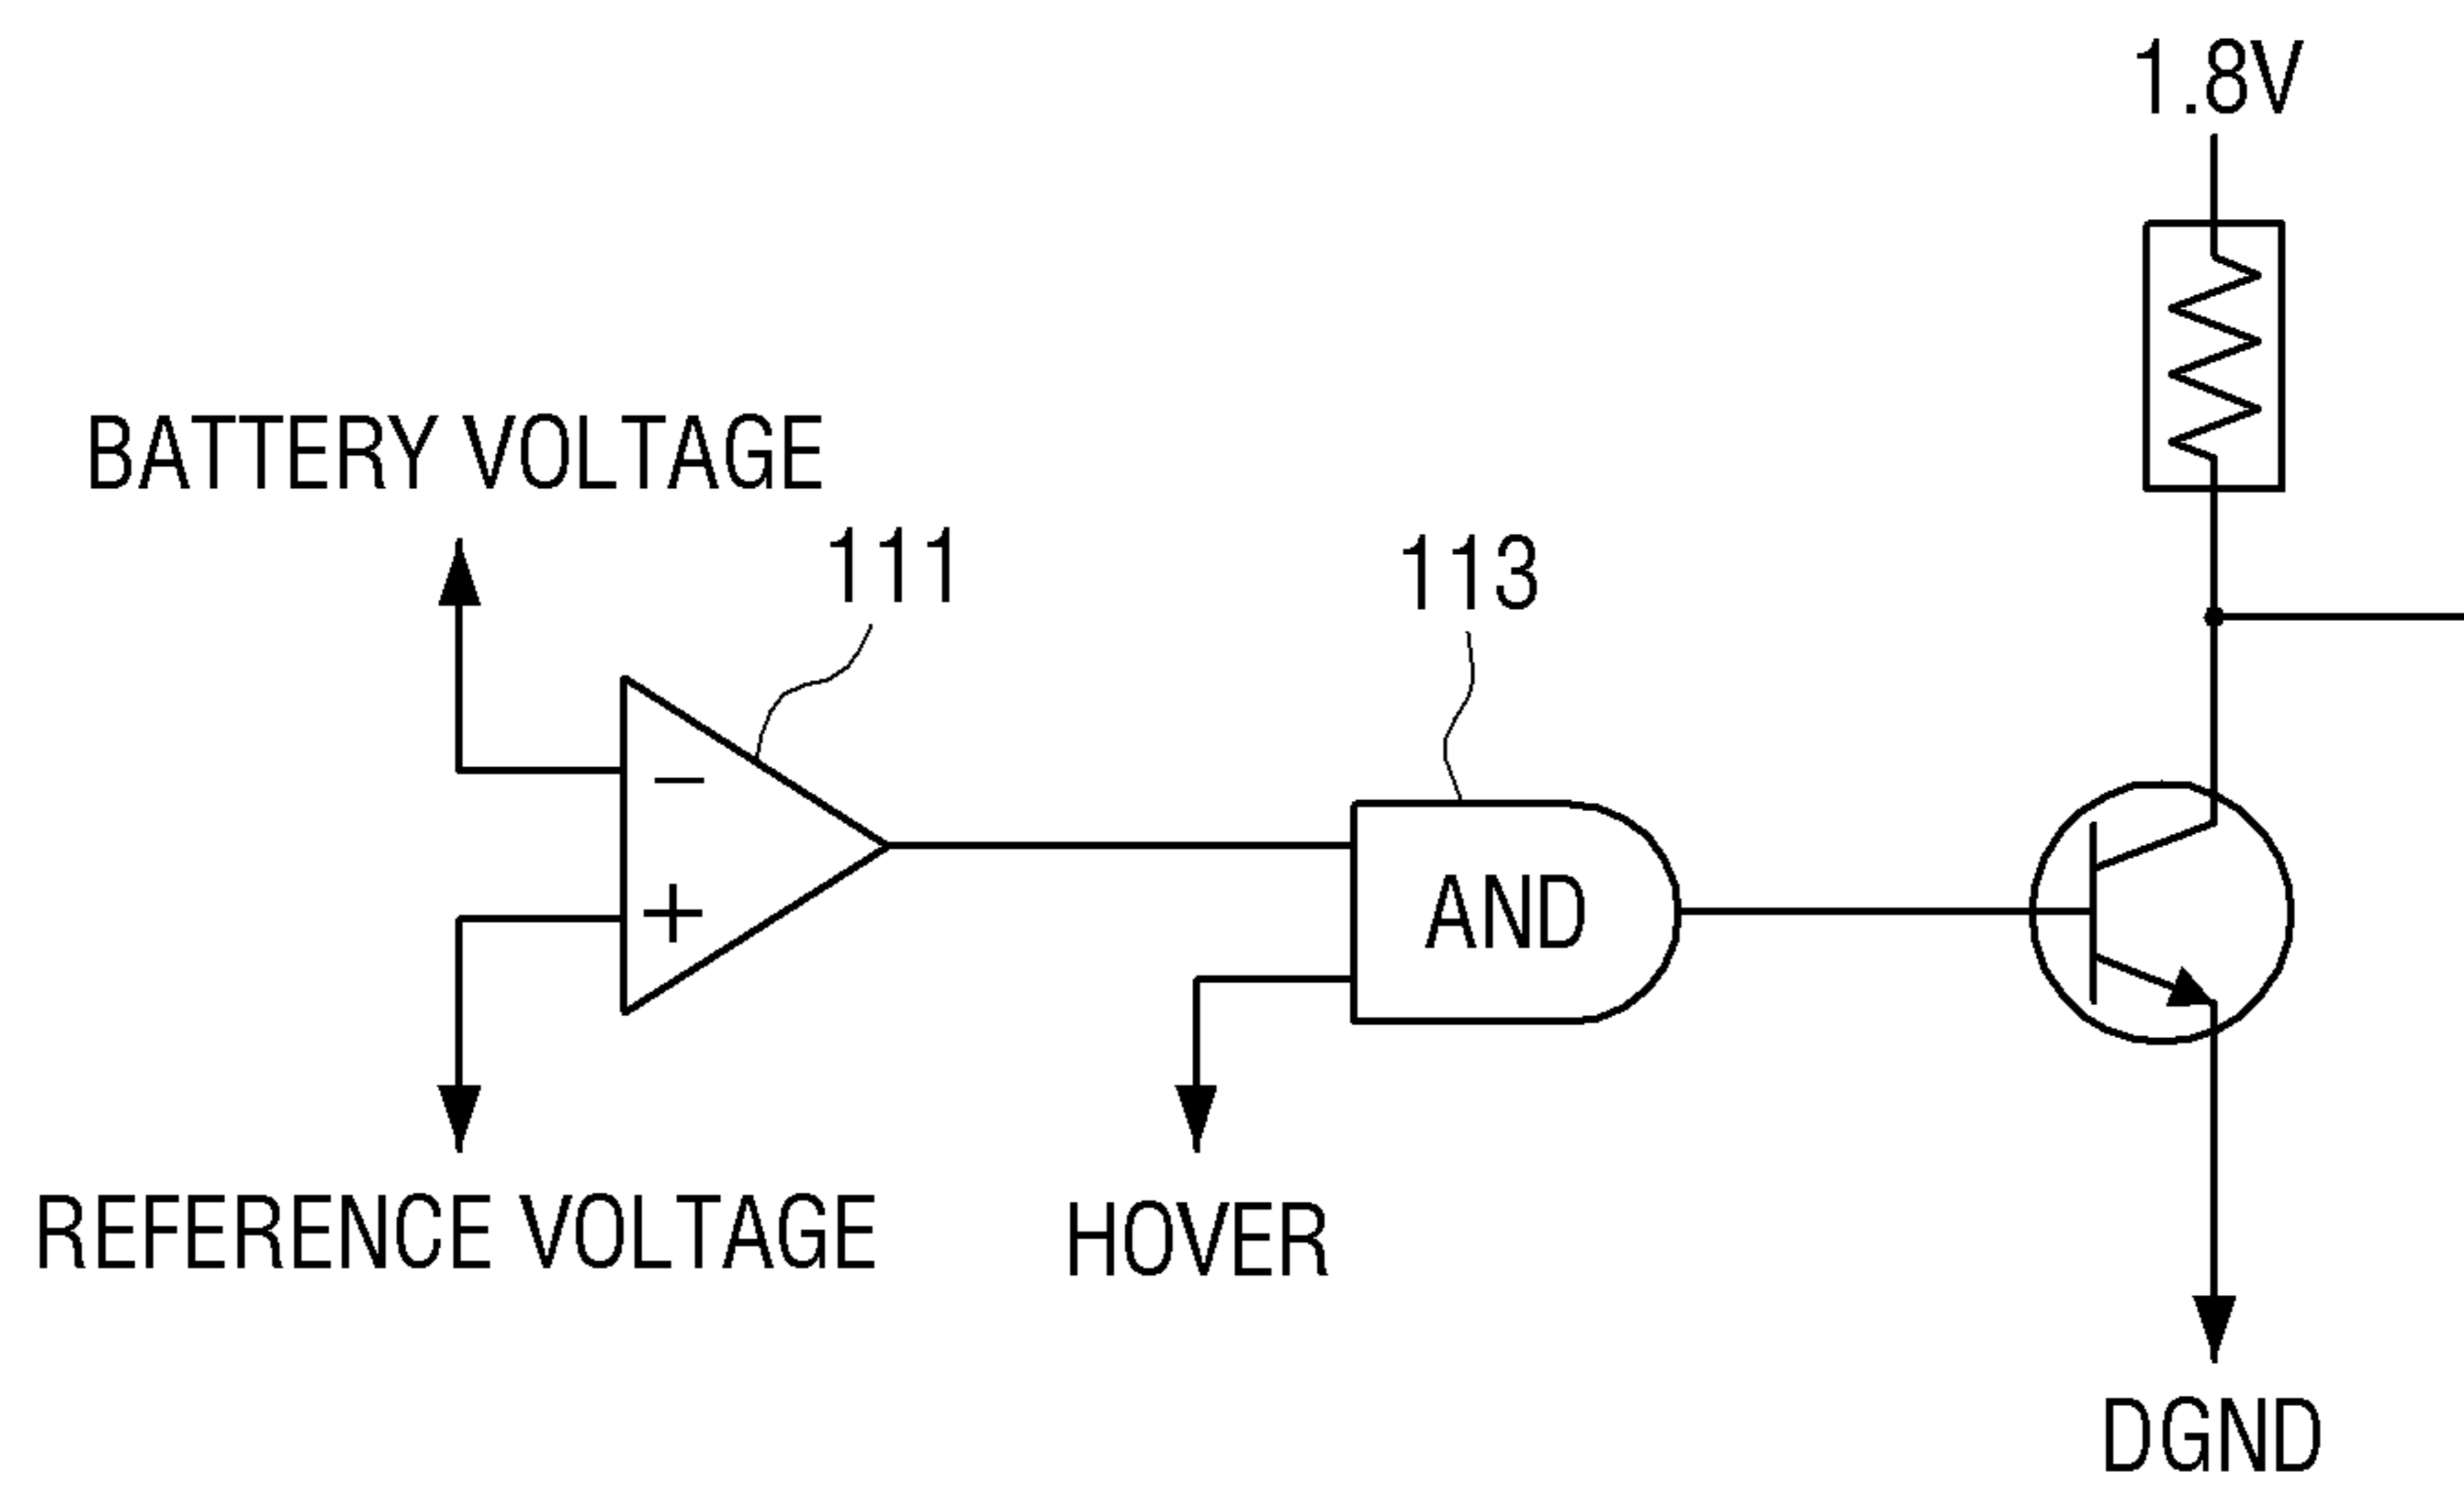 1.8V
BATTERY VOLTAGE
111
113
−
+
AND
REFERENCE VOLTAGE
HOVER
DGND